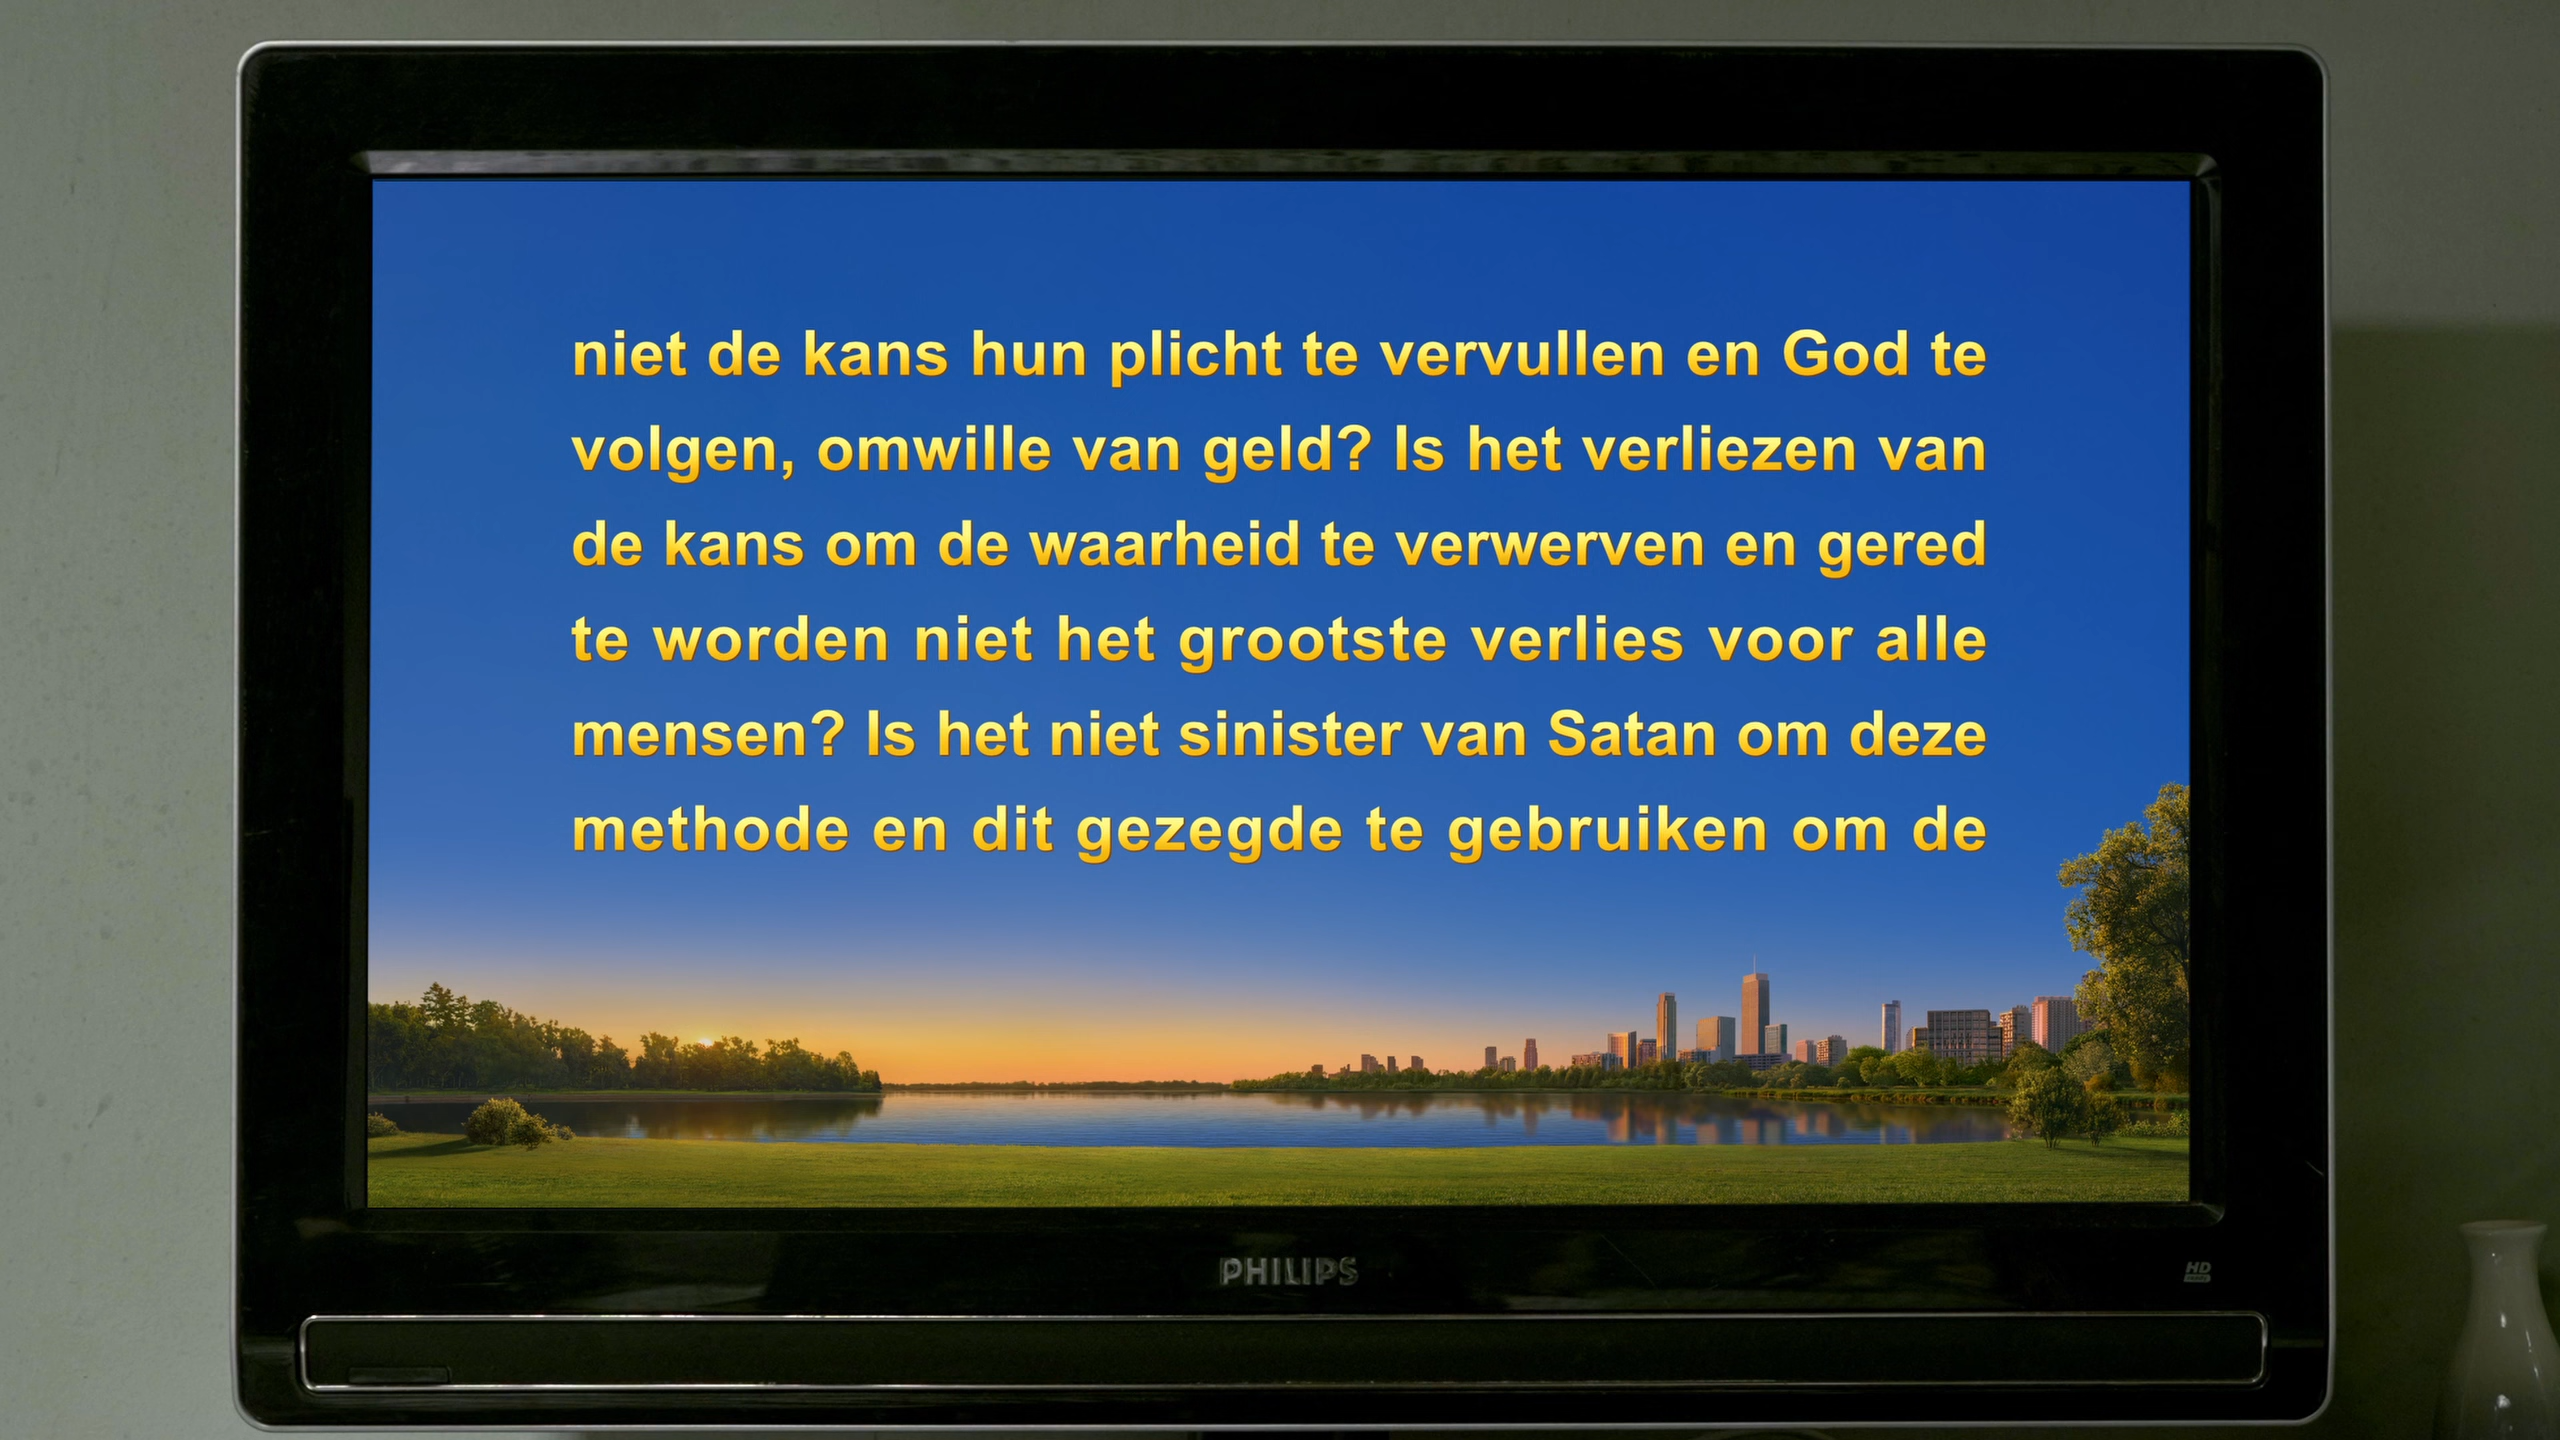 niet de kans hun plicht te vervullen en God te
volgen, omwille van geld? Is het verliezen van
de kans om de waarheid te verwerven en gered
te worden niet het grootste verlies voor alle
mensen? Is het niet sinister van Satan om deze
methode en dit gezegde te gebruiken om de
PHILIPS
HD